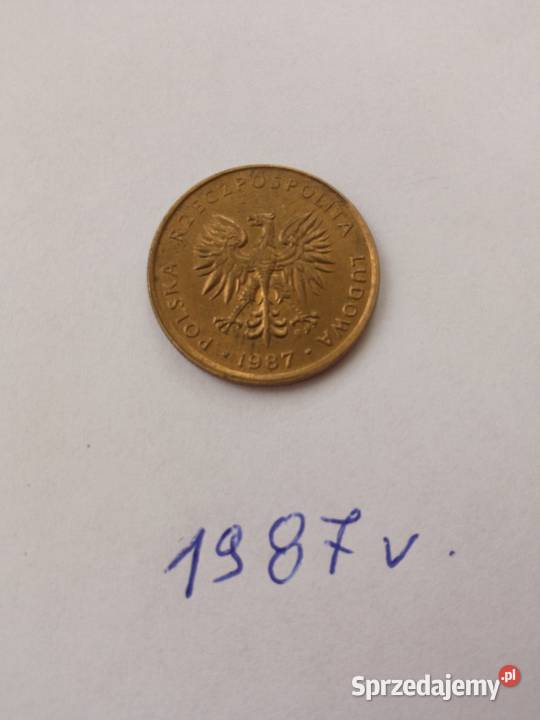 POLSKA RZECZPOSPOLITA LUDOWA
1987
1987 r.
Sprzedajemy.pl